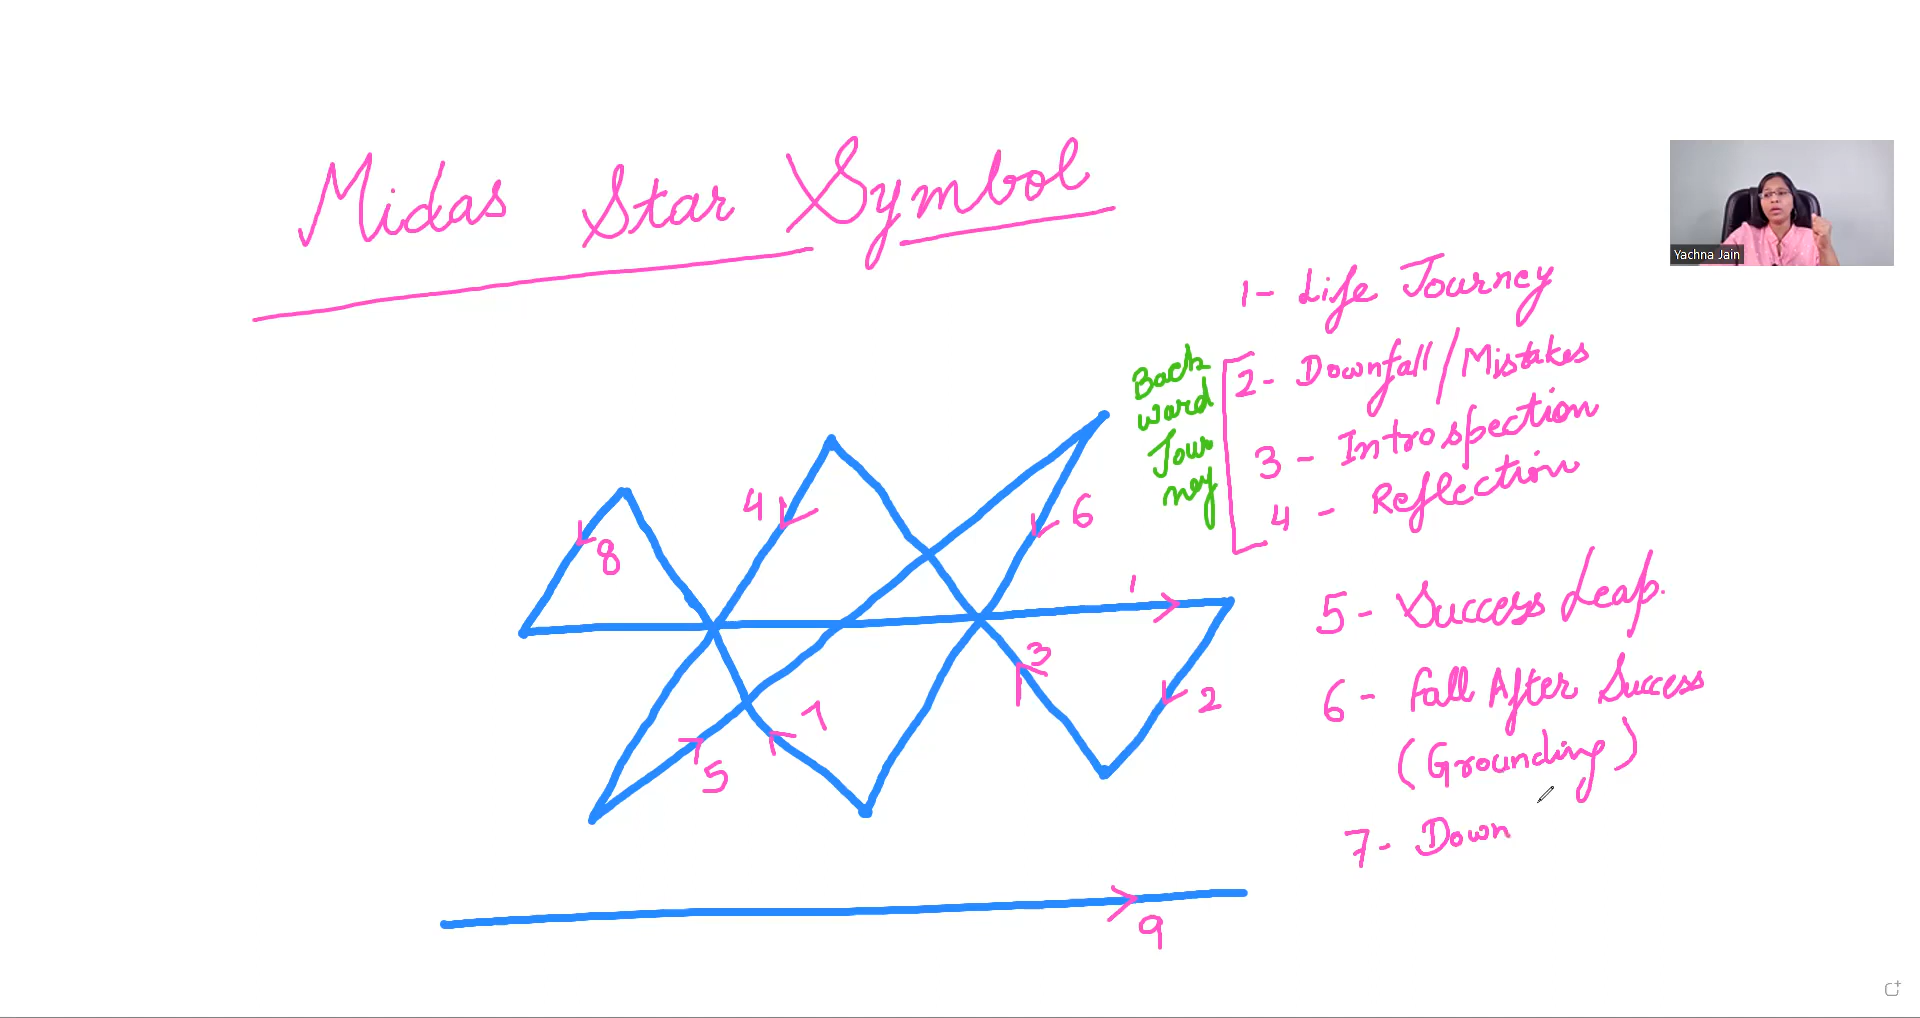 Midas Star Symbol
Yachna Jain
1- Life Journey
Back
ward
Jour
ney
2- Downfall/Mistakes
3 - Introspection
4 - Reflection
5- Success Leap.
6- Fall After Success
(Grounding)
7- Down
8
4
6
1
3
2
7
5
9